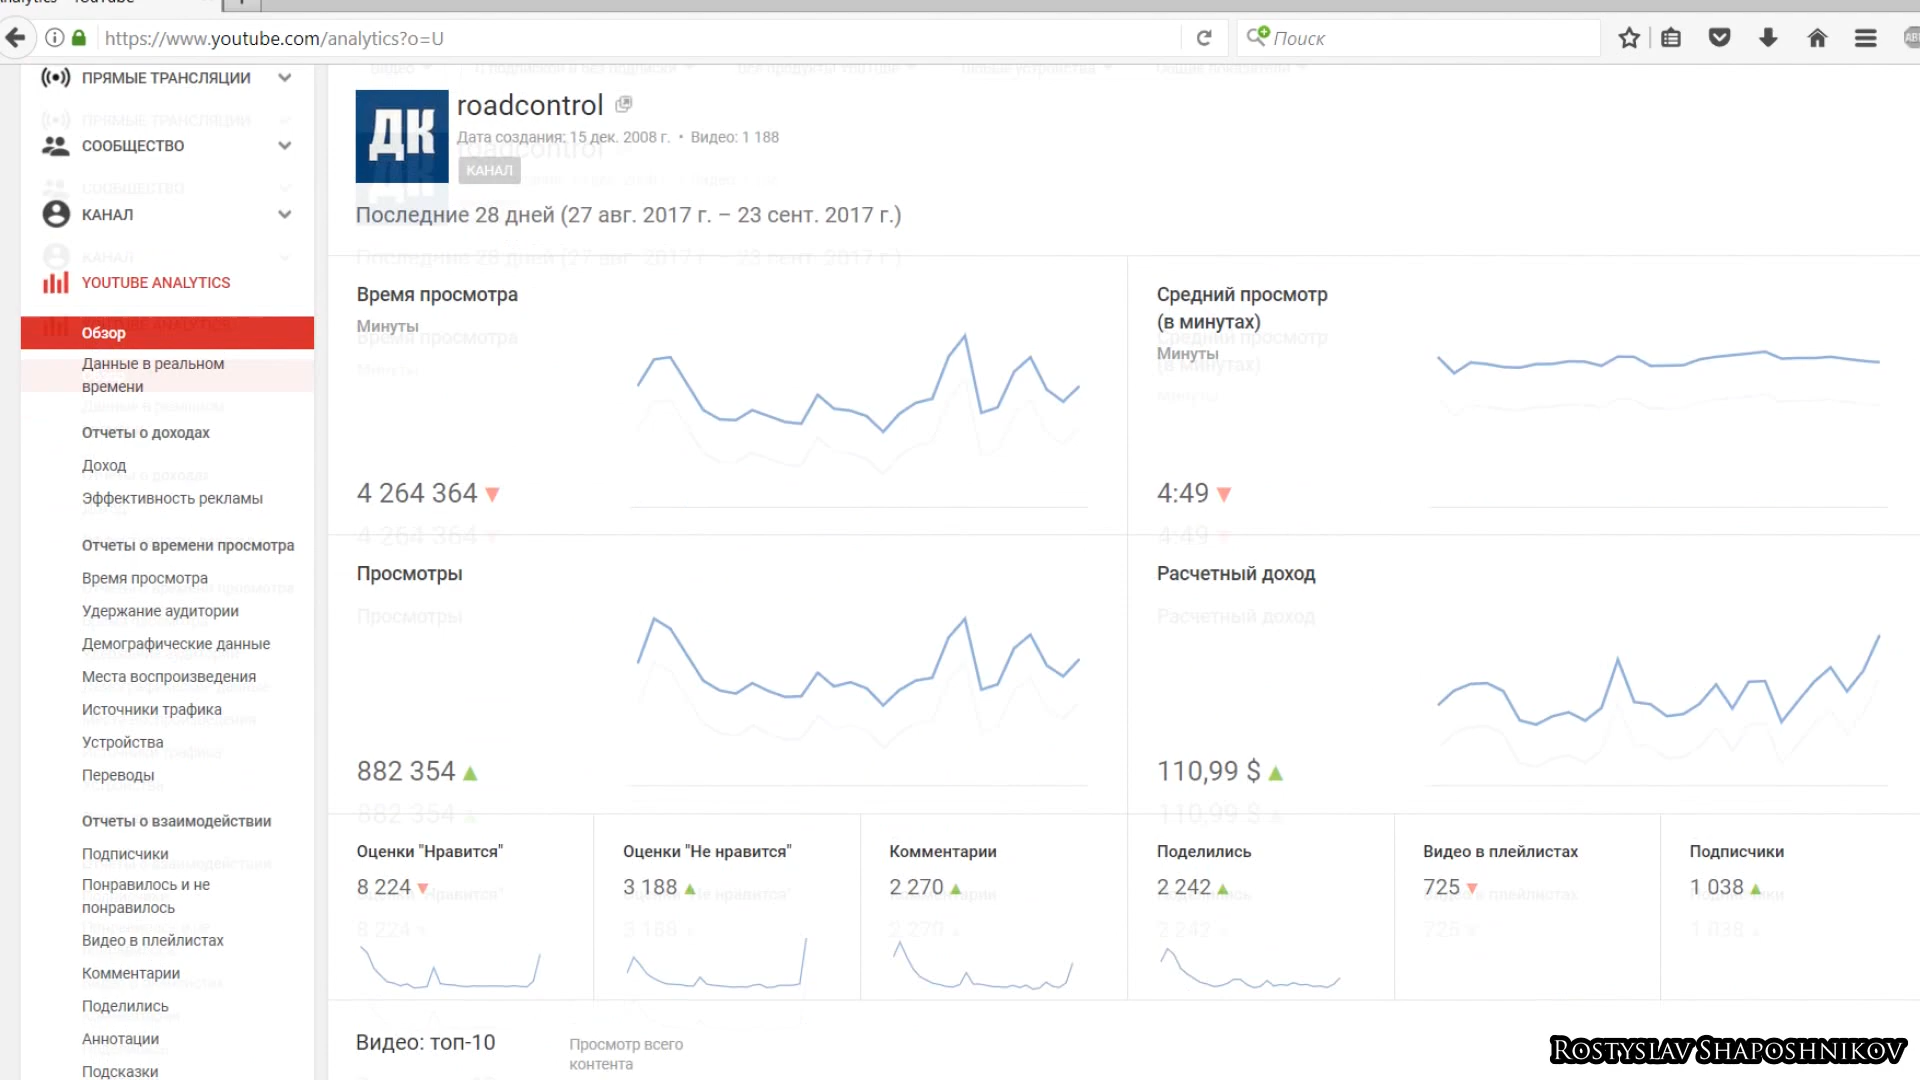 https://www.youtube.com/analytics?o=U
Поиск
ПРЯМЫЕ ТРАНСЛЯЦИИ
СООБЩЕСТВО
КАНАЛ
YOUTUBE ANALYTICS
Обзор
Данные в реальном
времени
Отчеты о доходах
Доход
Эффективность рекламы
Отчеты о времени просмотра
Время просмотра
Удержание аудитории
Демографические данные
Места воспроизведения
Источники трафика
Устройства
Переводы
Отчеты о взаимодействии
Подписчики
Понравилось и не
понравилось
Видео в плейлистах
Комментарии
Поделились
Аннотации
Подсказки
ДК
roadcontrol
Дата создания: 15 дек. 2008 г. • Видео: 1 188
КАНАЛ
Последние 28 дней (27 авг. 2017 г. – 23 сент. 2017 г.)
Время просмотра
Минуты
4 264 364
Средний просмотр
(в минутах)
Минуты
4:49
Просмотры
882 354
Расчетный доход
110,99 $
Оценки "Нравится"
8 224
Оценки "Не нравится"
3 188
Комментарии
2 270
Поделились
2 242
Видео в плейлистах
725
Подписчики
1 038
Видео: топ-10
Просмотр всего
контента
Rostyslav Shaposhnikov